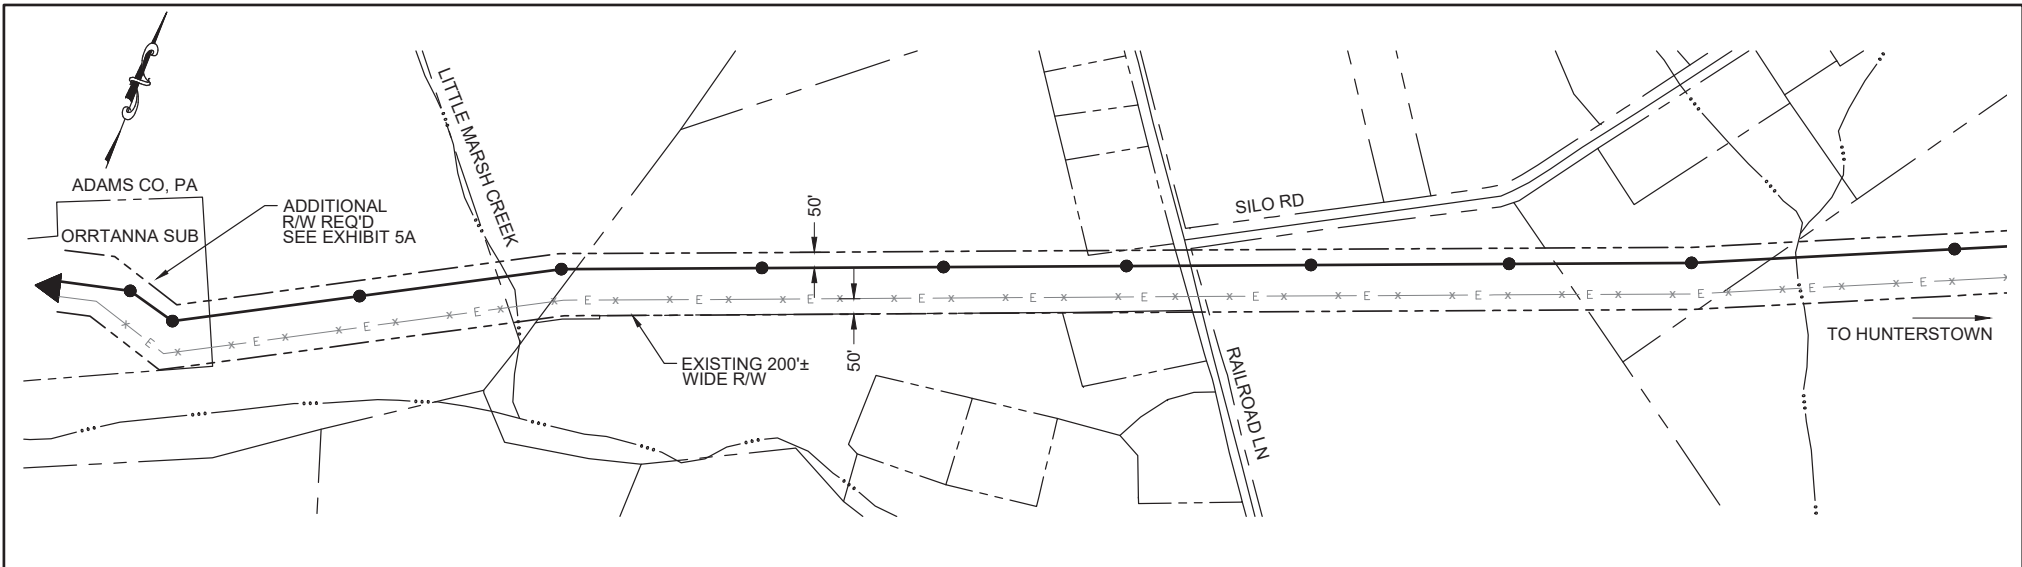 ADAMS CO, PA
ORRTANNA SUB
ADDITIONAL
R/W REQ'D
SEE EXHIBIT 5A
LITTLE MARSH CREEK
50'
EXISTING 200'±
WIDE R/W
50'
SILO RD
RAILROAD LN
TO HUNTERSTOWN
x E x x E x x E x x E x x E x x E x x E x x E x x E x x E x x E x x E x x E x x E x